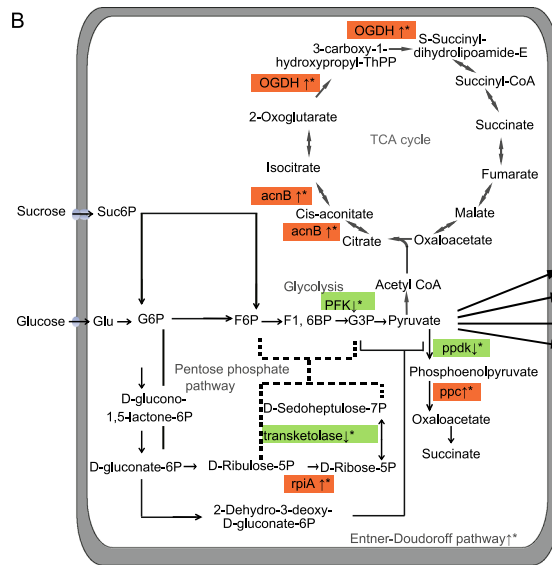 B
OGDH ↑*
S-Succinyl-
dihydrolipoamide-E
3-carboxy-1-
hydroxypropyl-ThPP
OGDH ↑*
Succinyl-CoA
2-Oxoglutarate
Succinate
TCA cycle
Isocitrate
Fumarate
acnB ↑*
Sucrose
Suc6P
Cis-aconitate
Malate
acnB ↑*
Citrate
Oxaloacetate
Glycolysis
Acetyl CoA
PFK↓*
Glucose
Glu
G6P
F6P
F1, 6BP
G3P
Pyruvate
ppdk↓*
Pentose phosphate
pathway
Phosphoenolpyruvate
D-glucono-
1,5-lactone-6P
ppc↑*
D-Sedoheptulose-7P
Oxaloacetate
transketolase↓*
Succinate
D-gluconate-6P
D-Ribulose-5P
D-Ribose-5P
rpiA ↑*
2-Dehydro-3-deoxy-
D-gluconate-6P
Entner-Doudoroff pathway↑*